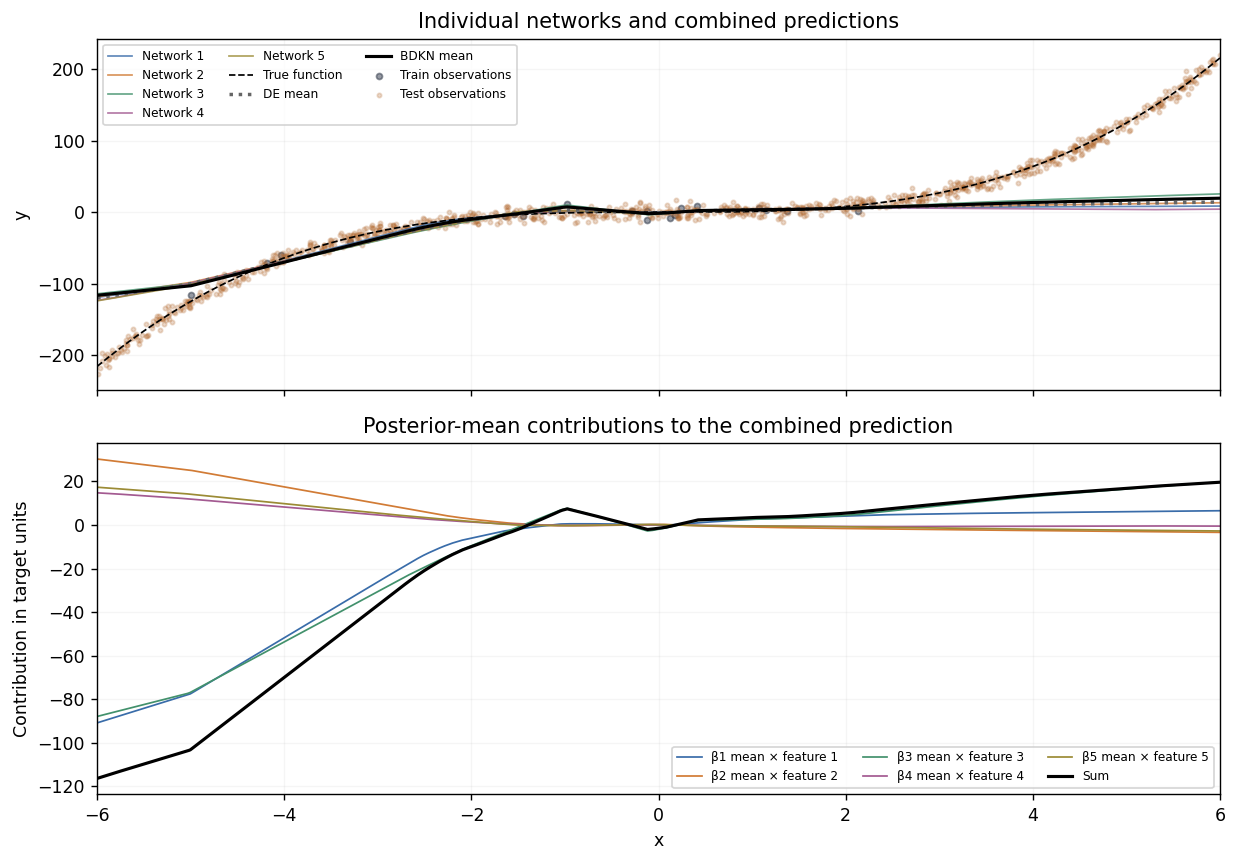 Individual networks and combined predictions
Network 1
Network 2
Network 3
Network 4
Network 5
True function
DE mean
BDKN mean
Train observations
Test observations
200
100
0
−100
−200
y
Posterior-mean contributions to the combined prediction
20
0
−20
−40
−60
−80
−100
−120
Contribution in target units
β1 mean × feature 1
β2 mean × feature 2
β3 mean × feature 3
β4 mean × feature 4
β5 mean × feature 5
Sum
−6 −4 −2 0 2 4 6
x